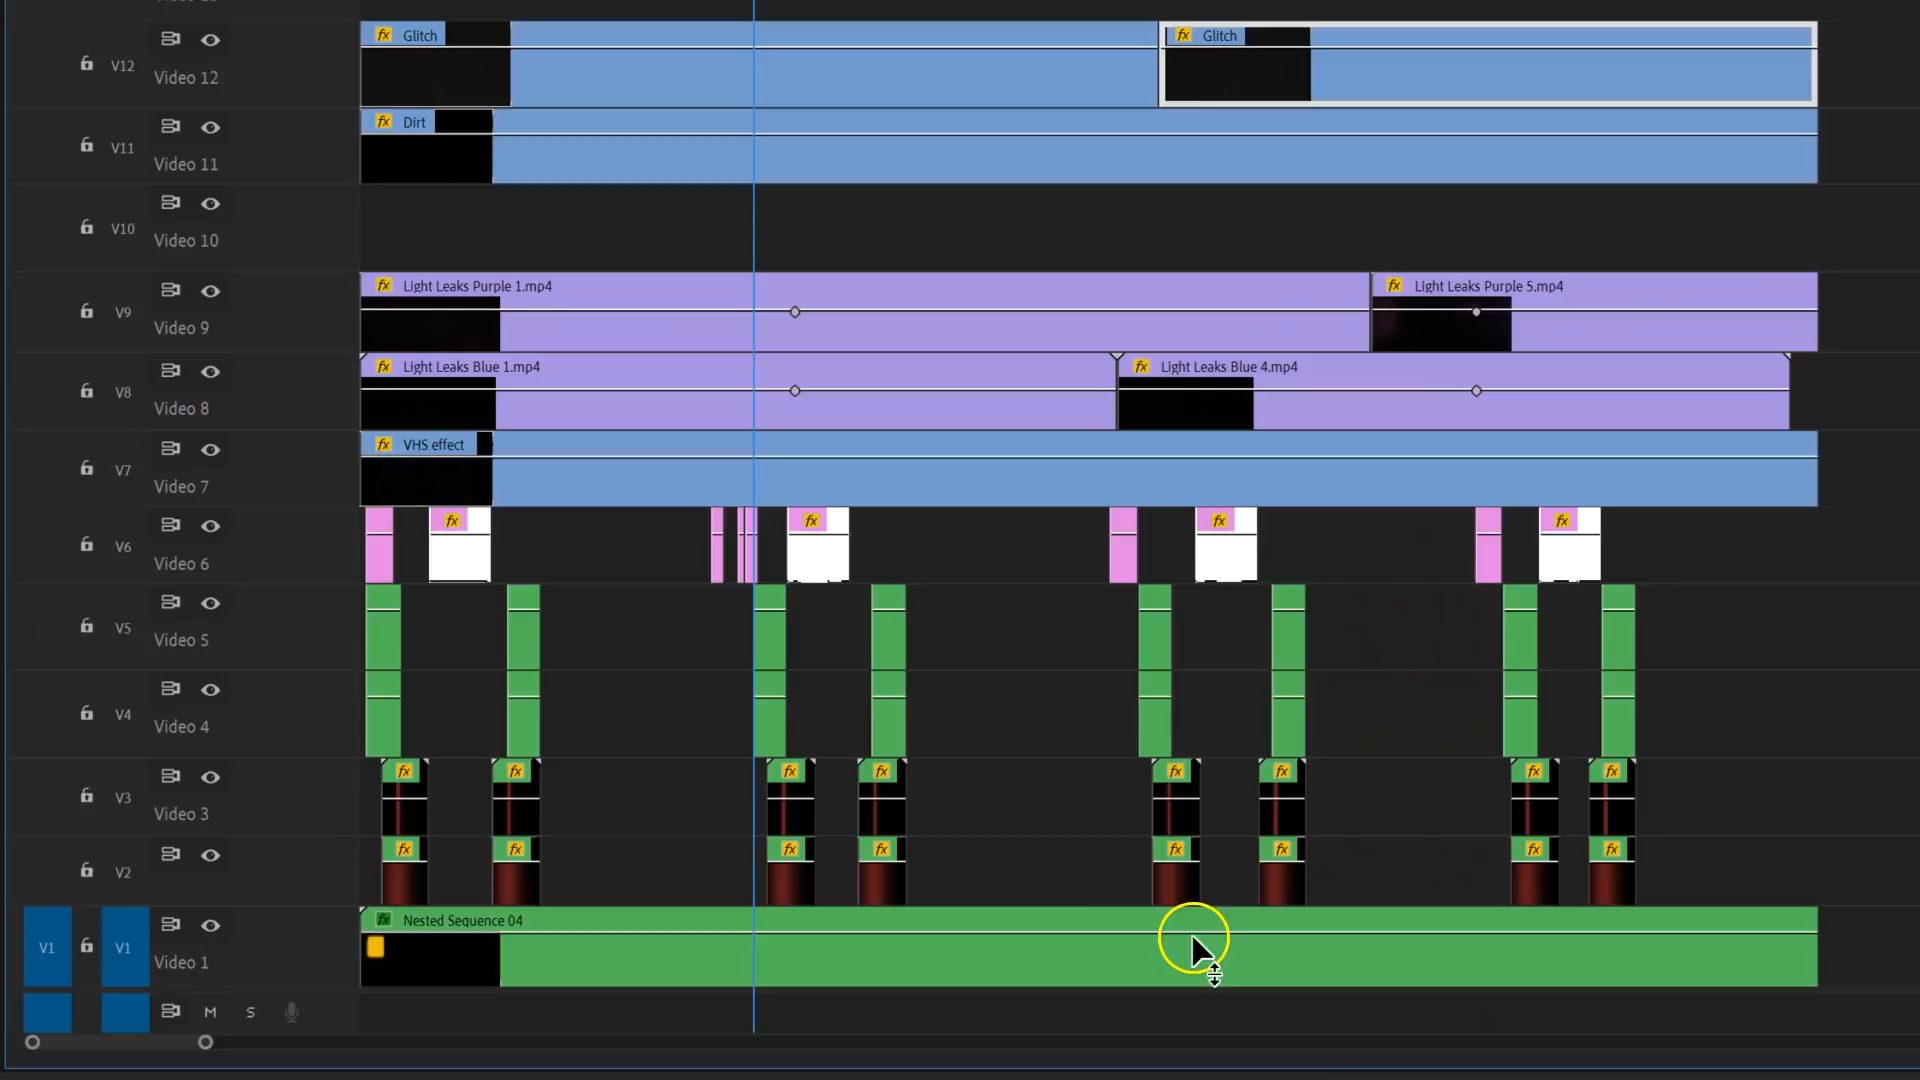 fx Glitch fx Glitch
V12 Video 12
fx Dirt
V11 Video 11
V10 Video 10
fx Light Leaks Purple 1.mp4 fx Light Leaks Purple 5.mp4
V9 Video 9
fx Light Leaks Blue 1.mp4 fx Light Leaks Blue 4.mp4
V8 Video 8
fx VHS effect
V7 Video 7
fx fx fx fx
V6 Video 6
V5 Video 5
V4 Video 4
fx fx fx fx fx fx fx fx
V3 Video 3
fx fx fx fx fx fx fx fx
V2
fx Nested Sequence 04
V1 V1 Video 1
M S